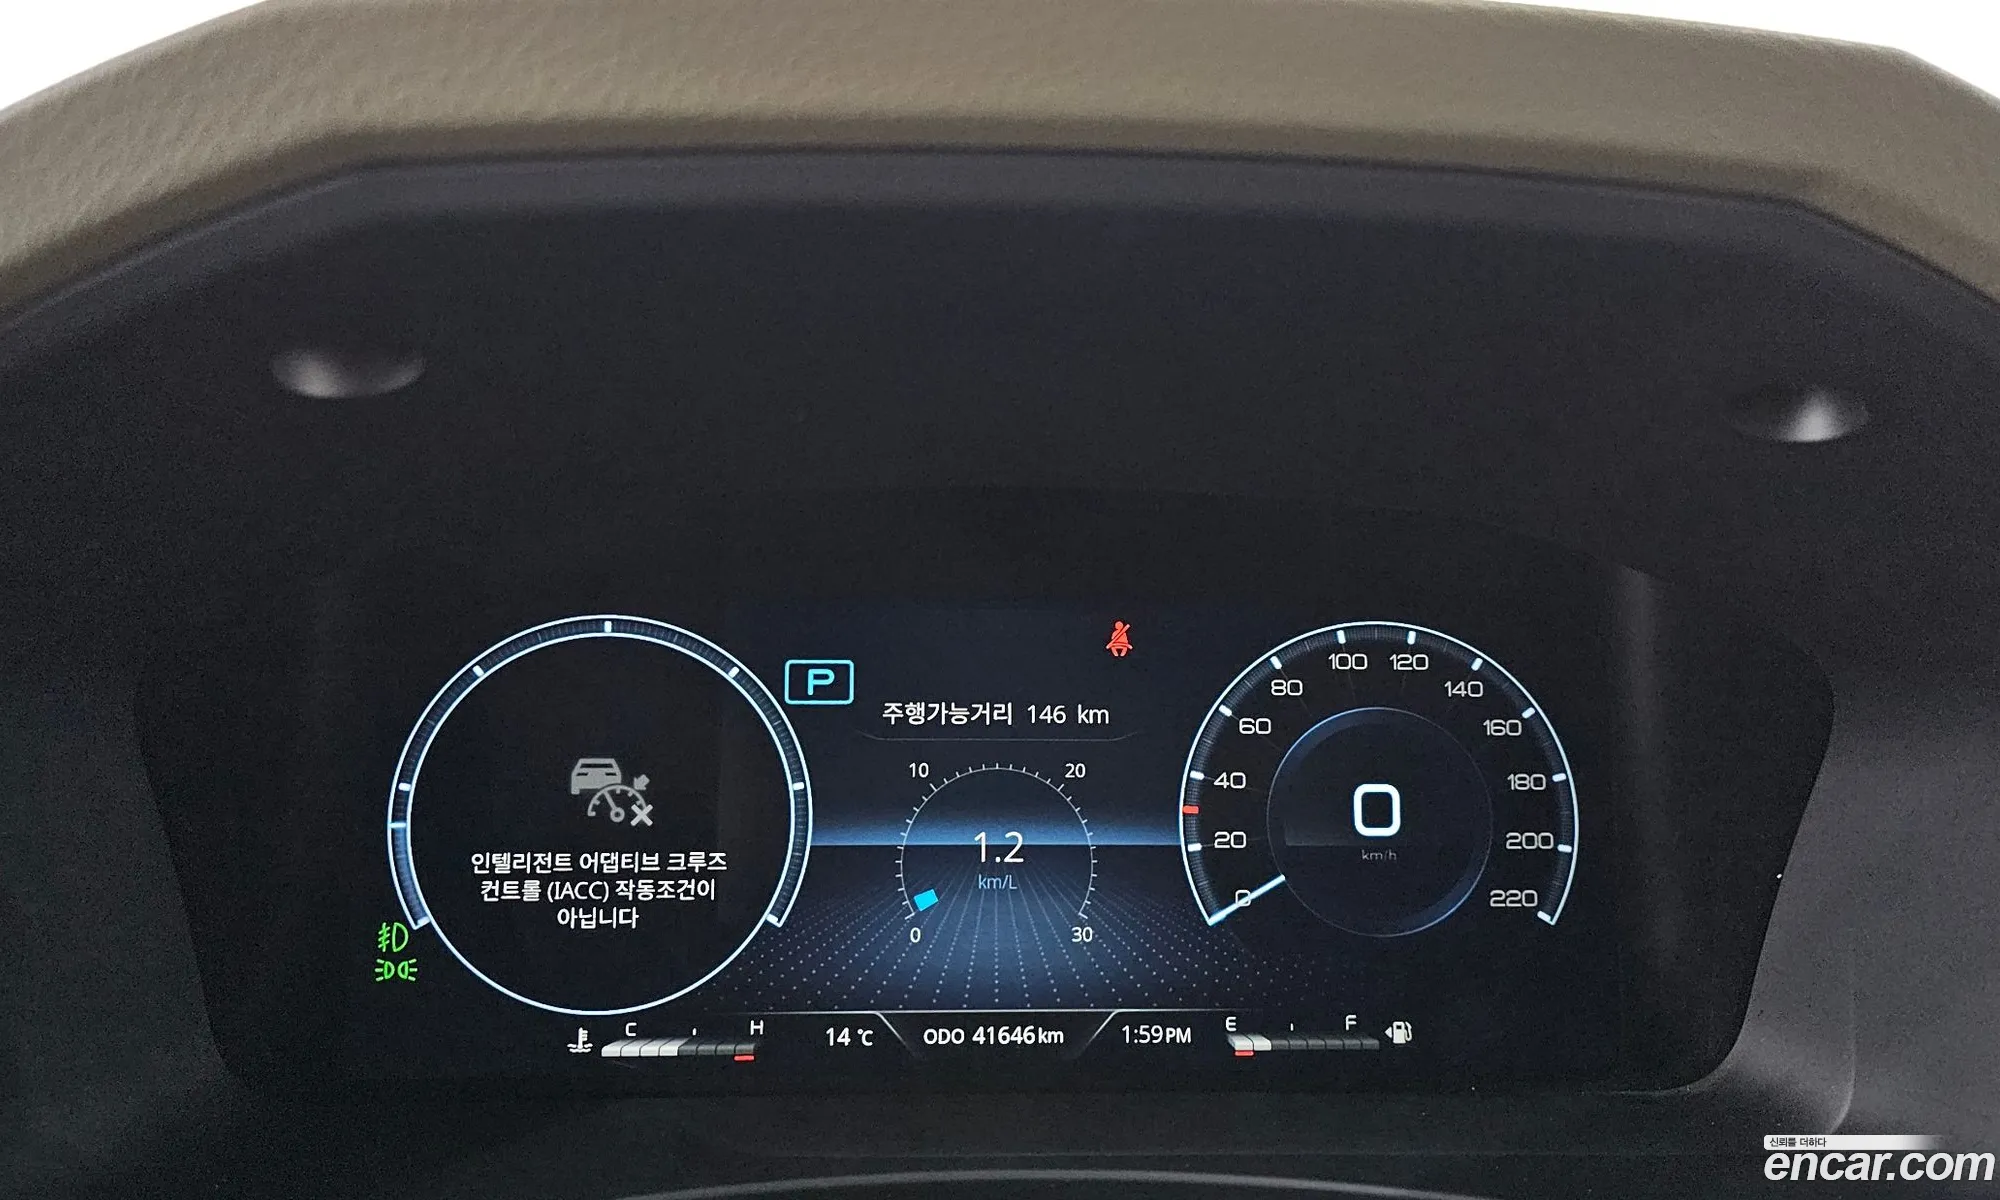 P
주행가능거리 146 km
10 20
1.2
km/L
0 30
인텔리전트 어댑티브 크루즈
컨트롤 (IACC) 작동조건이
아닙니다
0 20 40 60 80 100 120 140 160 180 200 220
0
km/h
C H
14 ℃
ODO 41646 km
1:59 PM
E F
신뢰를 더하다
encar.com